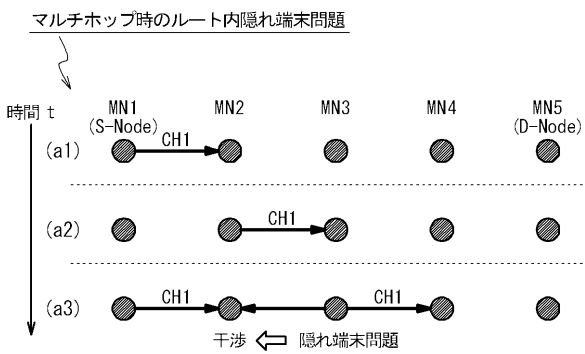 マルチホップ時のルート内隠れ端末問題
時間 t
MN1 MN2 MN3 MN4 MN5
(S-Node) (D-Node)
(a1) CH1
(a2) CH1
(a3) CH1 CH1
干渉 隠れ端末問題